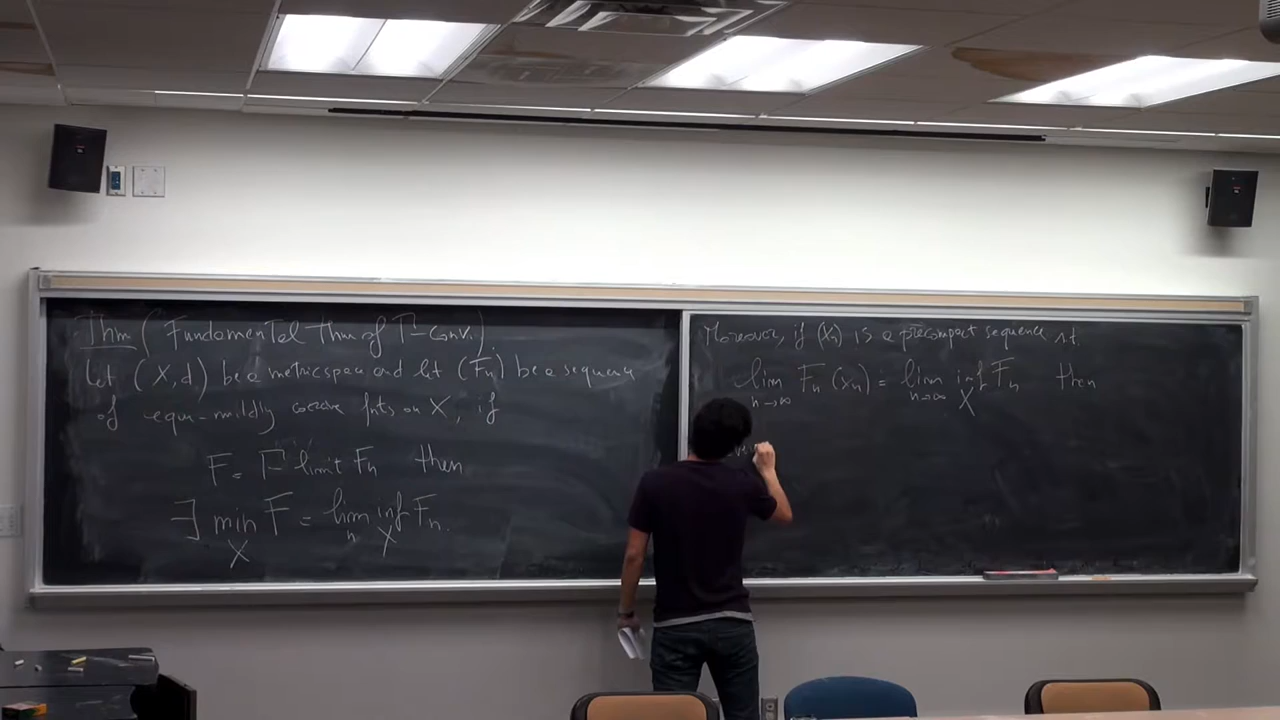 Thm (Fundamental thm of Γ-conv.)
Let (X,d) be a metric space and let (Fn) be a sequence
of equi-mildly coercive fnts on X, if
F = Γ-limit Fn then
∃ min F = lim inf Fn.
X n X
Moreover, if (Xn) is a precompact sequence s.t.
lim Fn (xn) = lim inf Fn then
n→∞ n→∞ X